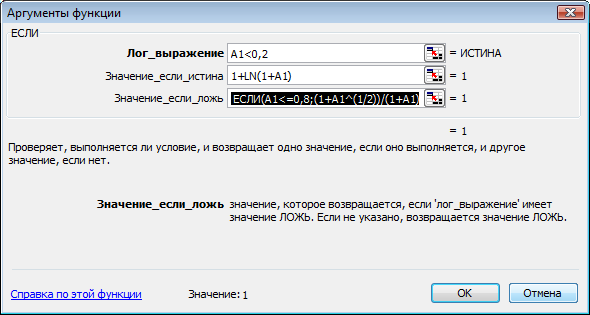 Аргументы функции
ЕСЛИ
Лог_выражение A1<0,2 = ИСТИНА
Значение_если_истина 1+LN(1+A1) = 1
Значение_если_ложь ЕСЛИ(A1<=0,8;(1+A1^(1/2))/(1+A1) = 1
= 1
Проверяет, выполняется ли условие, и возвращает одно значение, если оно выполняется, и другое
значение, если нет.
Значение_если_ложь значение, которое возвращается, если 'лог_выражение' имеет
значение ЛОЖЬ. Если не указано, возвращается значение ЛОЖЬ.
Справка по этой функции Значение: 1 OK Отмена